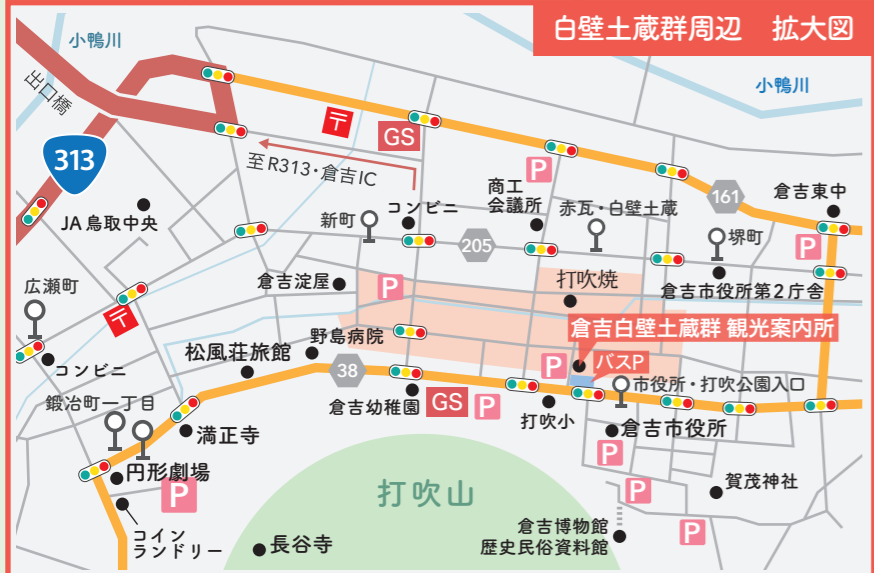 白壁土蔵群周辺 拡大図
小鴨川
出口橋
小鴨川
313
〒
GS
至R313・倉吉IC
P
161
倉吉東中
P
JA鳥取中央
新町
コンビニ
205
商工
会議所
赤瓦・白壁土蔵
堺町
倉吉市役所第2庁舎
広瀬町
〒
コンビニ
倉吉淀屋
P
打吹焼
倉吉白壁土蔵群 観光案内所
P
バスP
松風荘旅館
野島病院
38
倉吉幼稚園
GS
P
打吹小
市役所・打吹公園入口
倉吉市役所
鍛冶町一丁目
満正寺
円形劇場
P
コイン
ランドリー
打吹山
長谷寺
P
P
賀茂神社
倉吉博物館
歴史民俗資料館
P